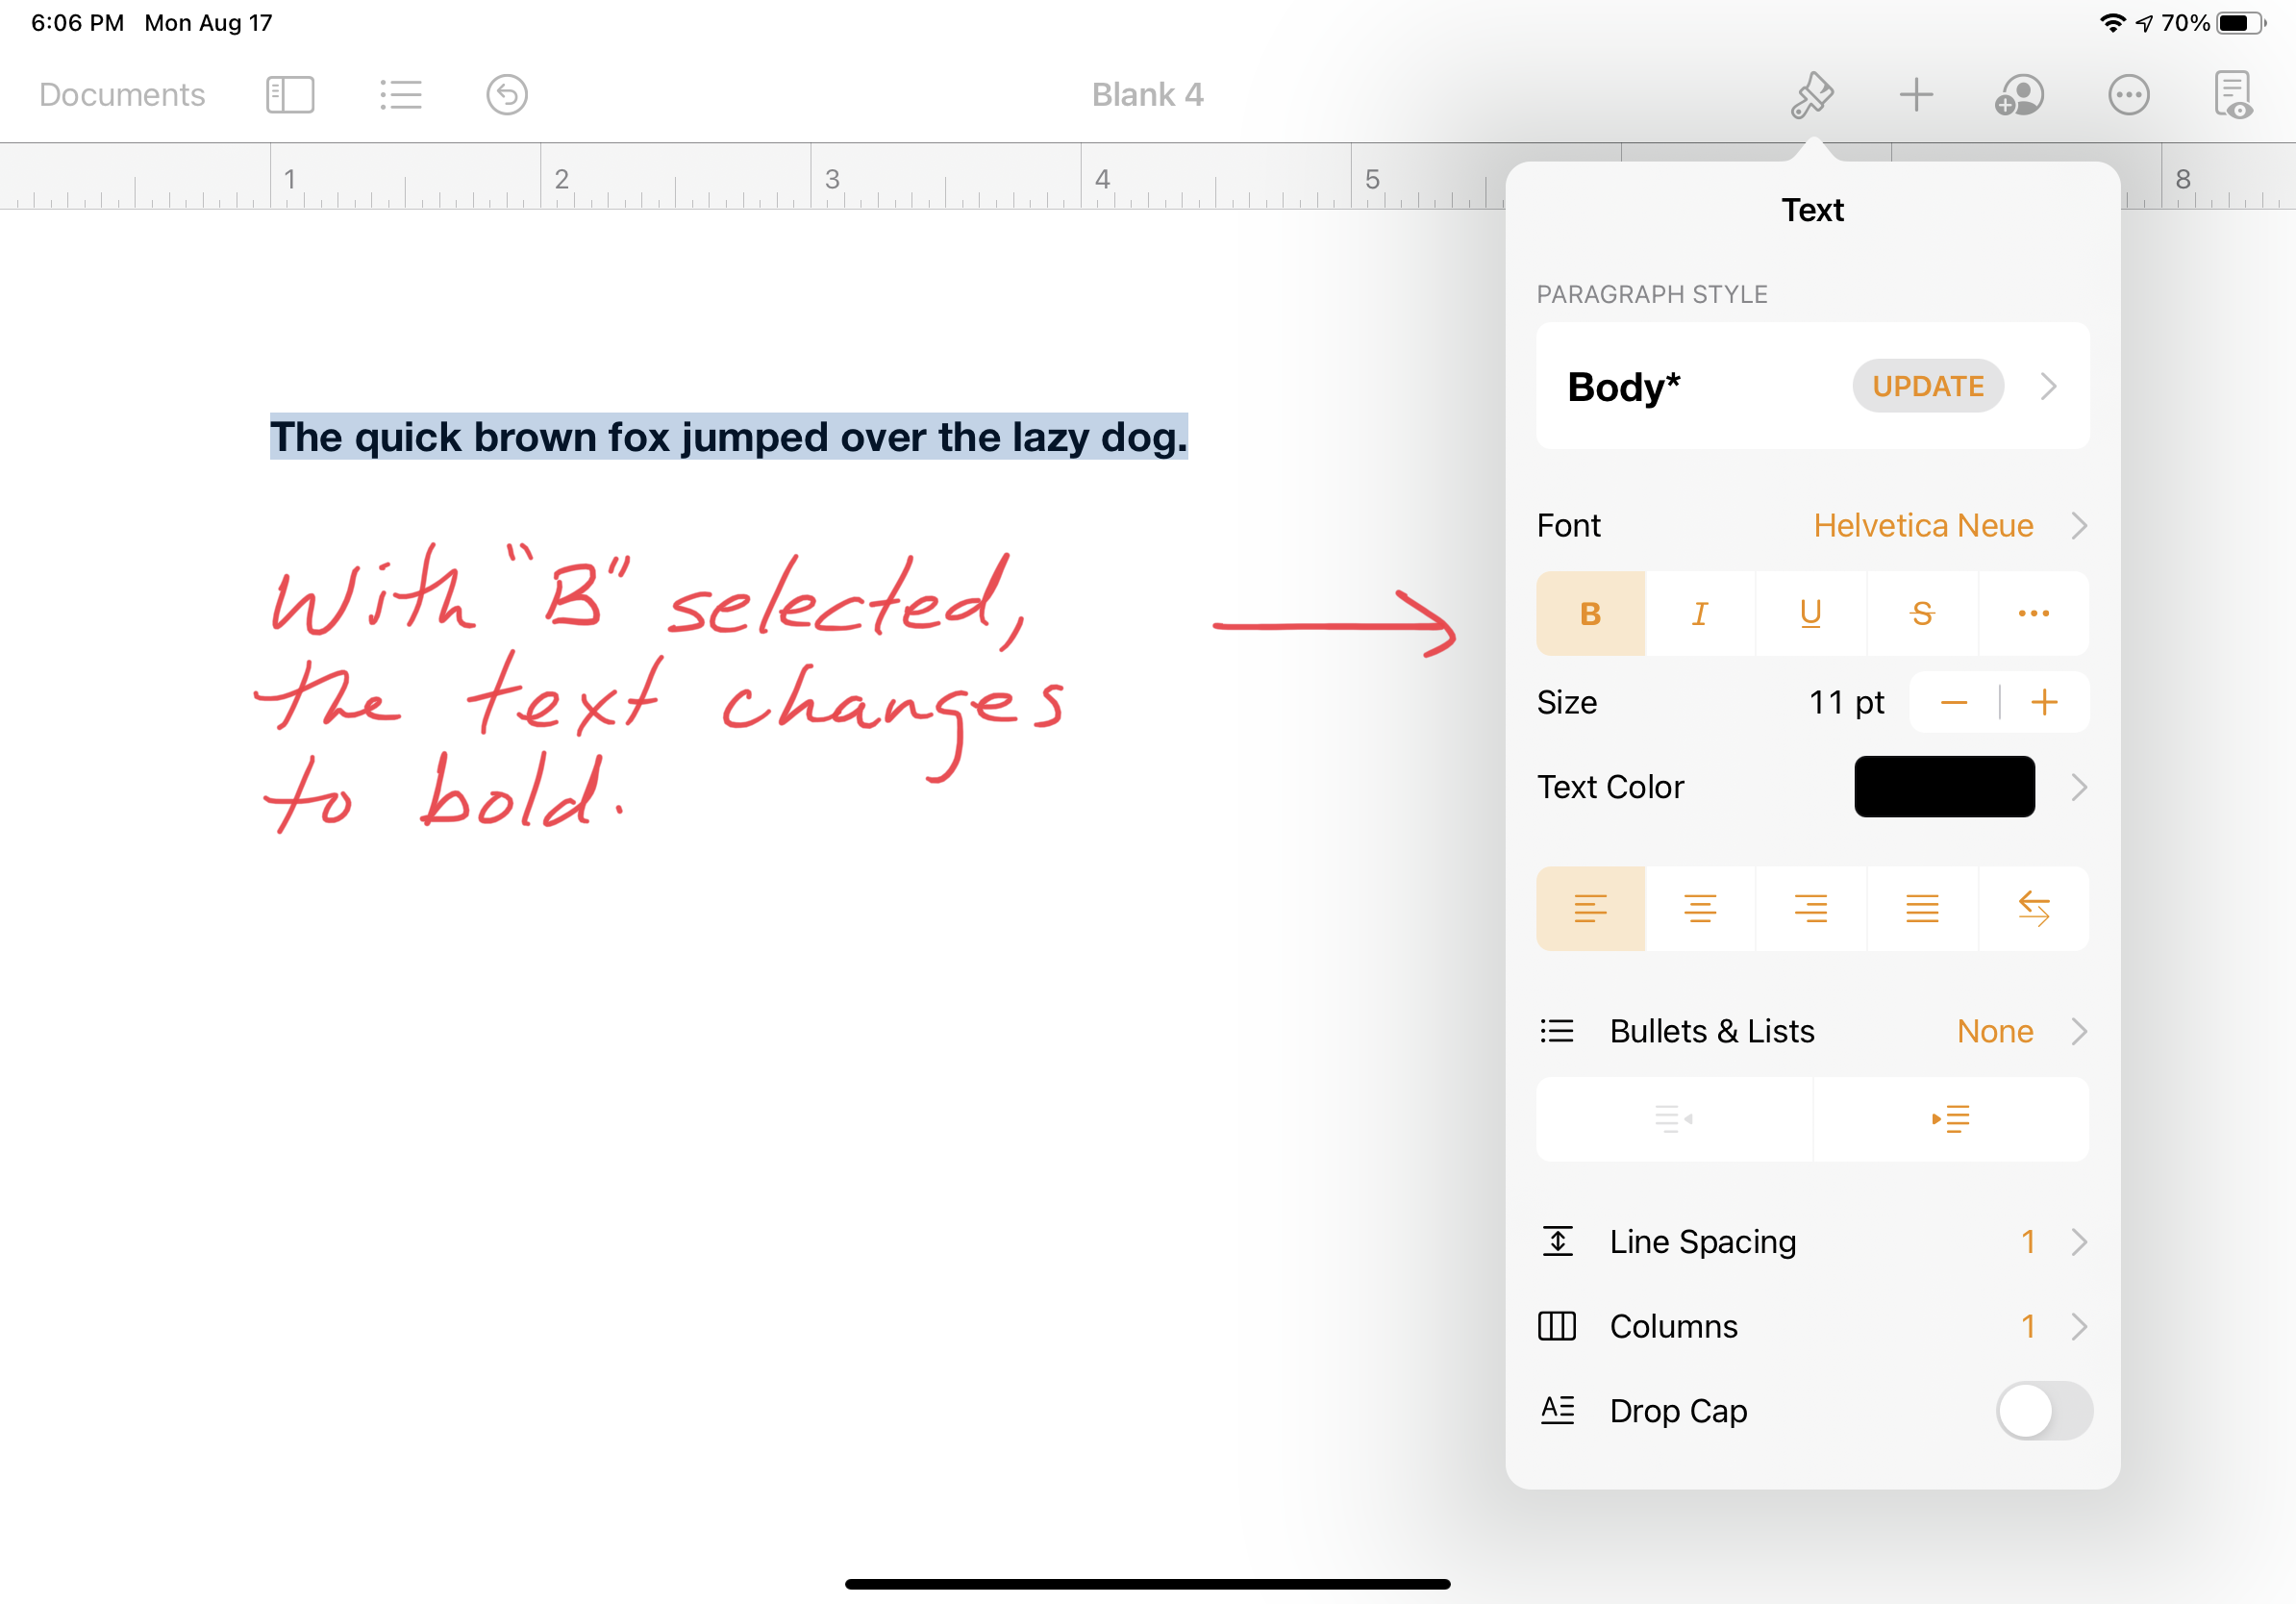 6:06 PM Mon Aug 17 70%
Documents Blank 4
1 2 3 4 5 8
Text
PARAGRAPH STYLE
Body* UPDATE
The quick brown fox jumped over the lazy dog.
Font Helvetica Neue
B I U S
With "B" selected,
the text changes
to bold.
Size 11 pt
Text Color
Bullets & Lists None
Line Spacing 1
Columns 1
Drop Cap